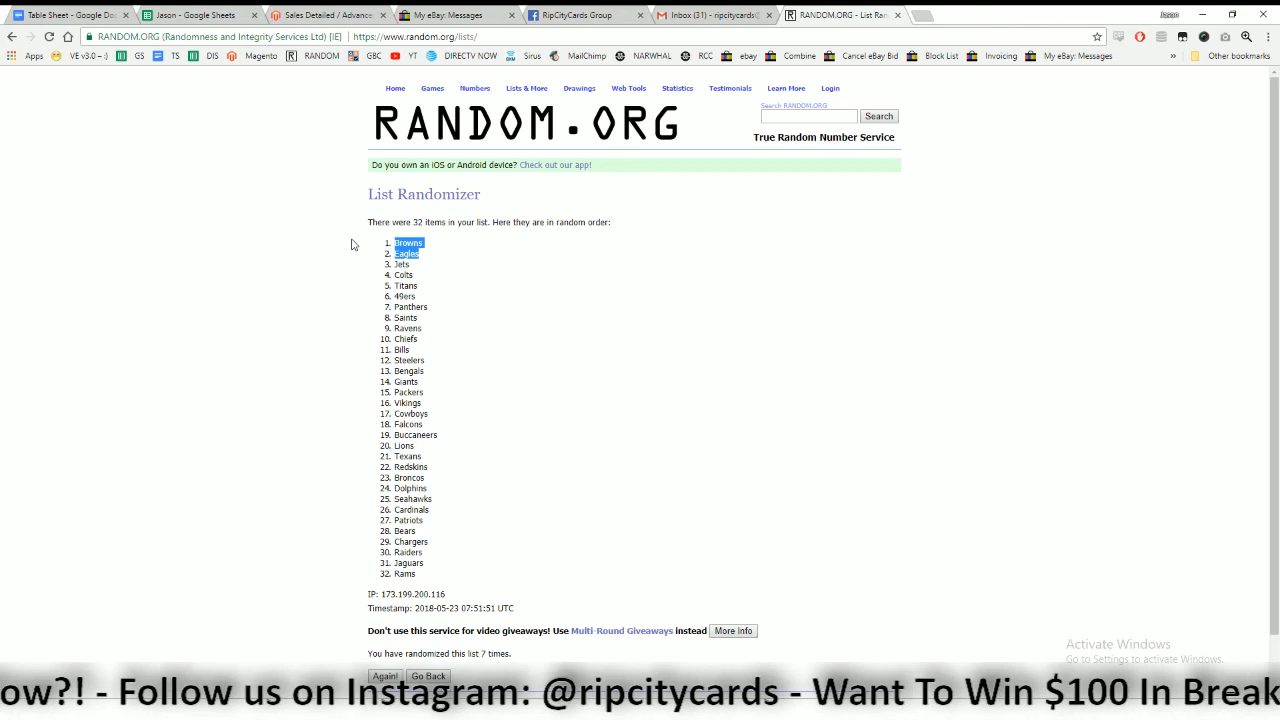 Table Sheet - Google Do
Jason - Google Sheets
Sales Detailed / Advance
My eBay: Messages
RipCityCards Group
Inbox (31) - ripcitycards
RANDOM.ORG - List Ran
Jason
RANDOM.ORG (Randomness and Integrity Services Ltd) [IE]
https://www.random.org/lists/
Apps
VE v3.0 – :)
GS
TS
DIS
Magento
RANDOM
GBC
YT
DIRECTV NOW
Sirus
MailChimp
NARWHAL
RCC
ebay
Combine
Cancel eBay Bid
Block List
Invoicing
My eBay: Messages
»
Other bookmarks
Home
Games
Numbers
Lists & More
Drawings
Web Tools
Statistics
Testimonials
Learn More
Login
RANDOM.ORG
Search RANDOM.ORG
Search
True Random Number Service
Do you own an iOS or Android device? Check out our app!
List Randomizer
There were 32 items in your list. Here they are in random order:
1. Browns
2. Eagles
3. Jets
4. Colts
5. Titans
6. 49ers
7. Panthers
8. Saints
9. Ravens
10. Chiefs
11. Bills
12. Steelers
13. Bengals
14. Giants
15. Packers
16. Vikings
17. Cowboys
18. Falcons
19. Buccaneers
20. Lions
21. Texans
22. Redskins
23. Broncos
24. Dolphins
25. Seahawks
26. Cardinals
27. Patriots
28. Bears
29. Chargers
30. Raiders
31. Jaguars
32. Rams
IP: 173.199.200.116
Timestamp: 2018-05-23 07:51:51 UTC
Don't use this service for video giveaways! Use Multi-Round Giveaways instead
More Info
You have randomized this list 7 times.
Again!
Go Back
Activate Windows
Go to Settings to activate Windows.
ow?! - Follow us on Instagram: @ripcitycards - Want To Win $100 In Break